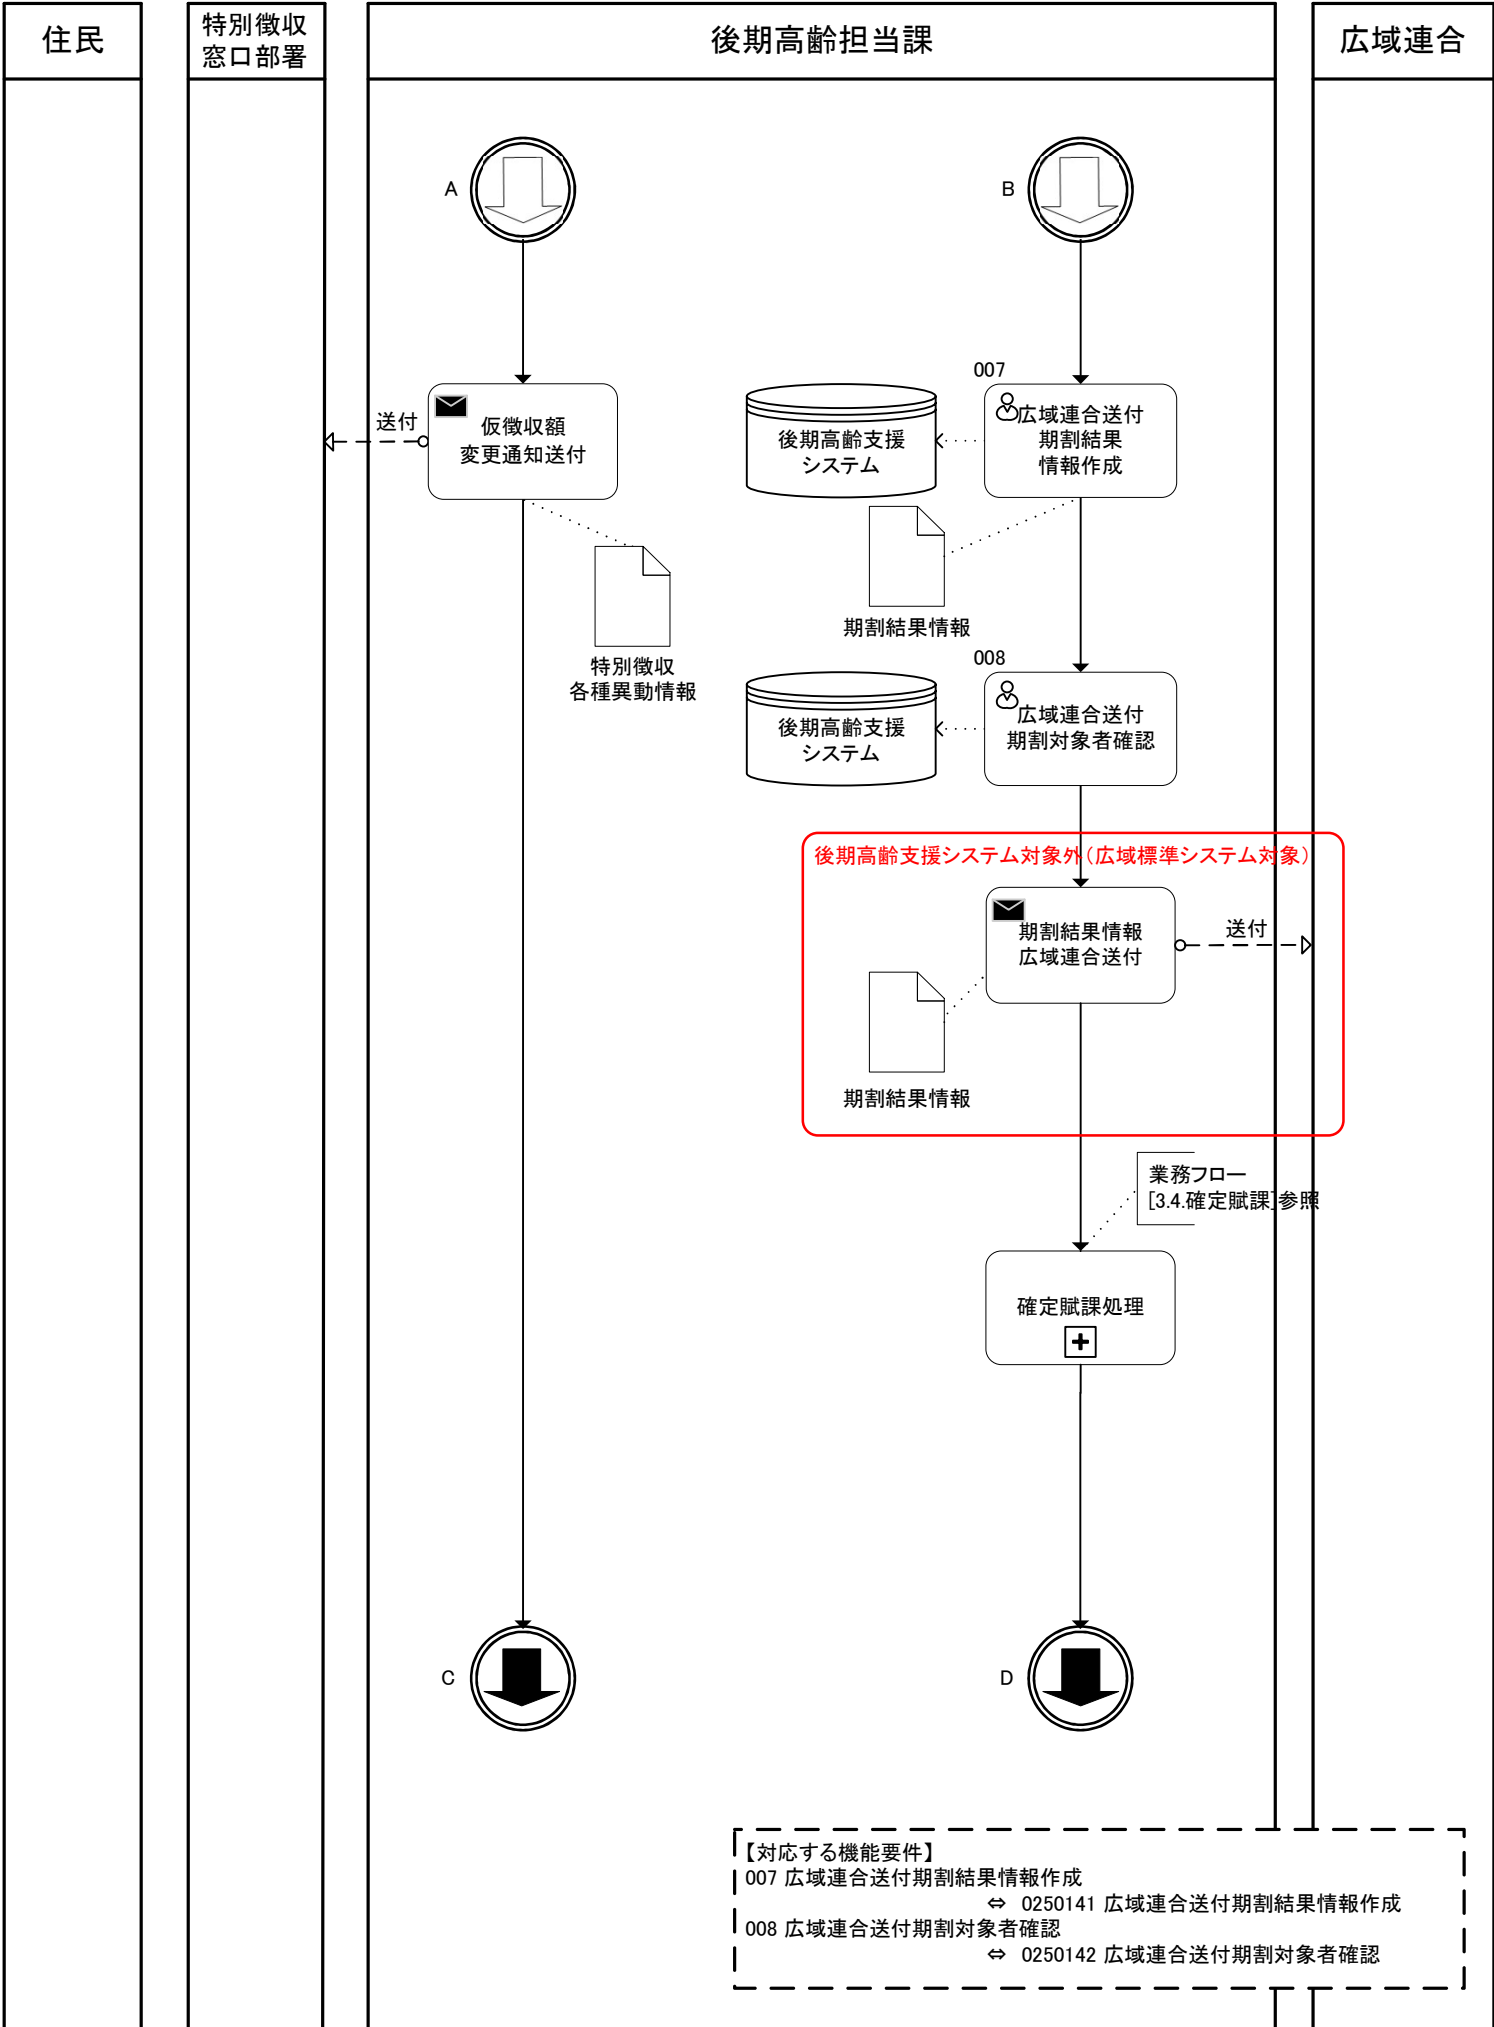 住民
特別徴収
窓口部署
後期高齢担当課
広域連合
A
B
送付
仮徴収額
変更通知送付
特別徴収
各種異動情報
007
広域連合送付
期割結果
情報作成
後期高齢支援
システム
期割結果情報
008
広域連合送付
期割対象者確認
後期高齢支援
システム
後期高齢支援システム対象外（広域標準システム対象）
期割結果情報
広域連合送付
送付
期割結果情報
業務フロー
[3.4.確定賦課]参照
確定賦課処理
C
D
【対応する機能要件】
007 広域連合送付期割結果情報作成
⇔ 0250141 広域連合送付期割結果情報作成
008 広域連合送付期割対象者確認
⇔ 0250142 広域連合送付期割対象者確認